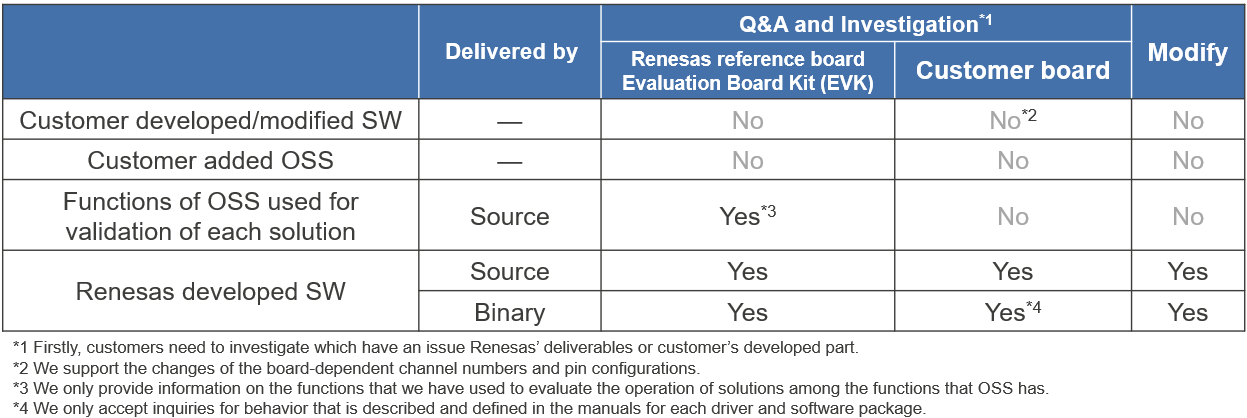 Delivered by
Q&A and Investigation*1
Modify
Renesas reference board
Evaluation Board Kit (EVK)
Customer board
Customer developed/modified SW — No No*2 No
Customer added OSS — No No No
Functions of OSS used for
validation of each solution
Source Yes*3 No No
Renesas developed SW
Source Yes Yes Yes
Binary Yes Yes*4 Yes
*1 Firstly, customers need to investigate which have an issue Renesas’ deliverables or customer’s developed part.
*2 We support the changes of the board-dependent channel numbers and pin configurations.
*3 We only provide information on the functions that we have used to evaluate the operation of solutions among the functions that OSS has.
*4 We only accept inquiries for behavior that is described and defined in the manuals for each driver and software package.